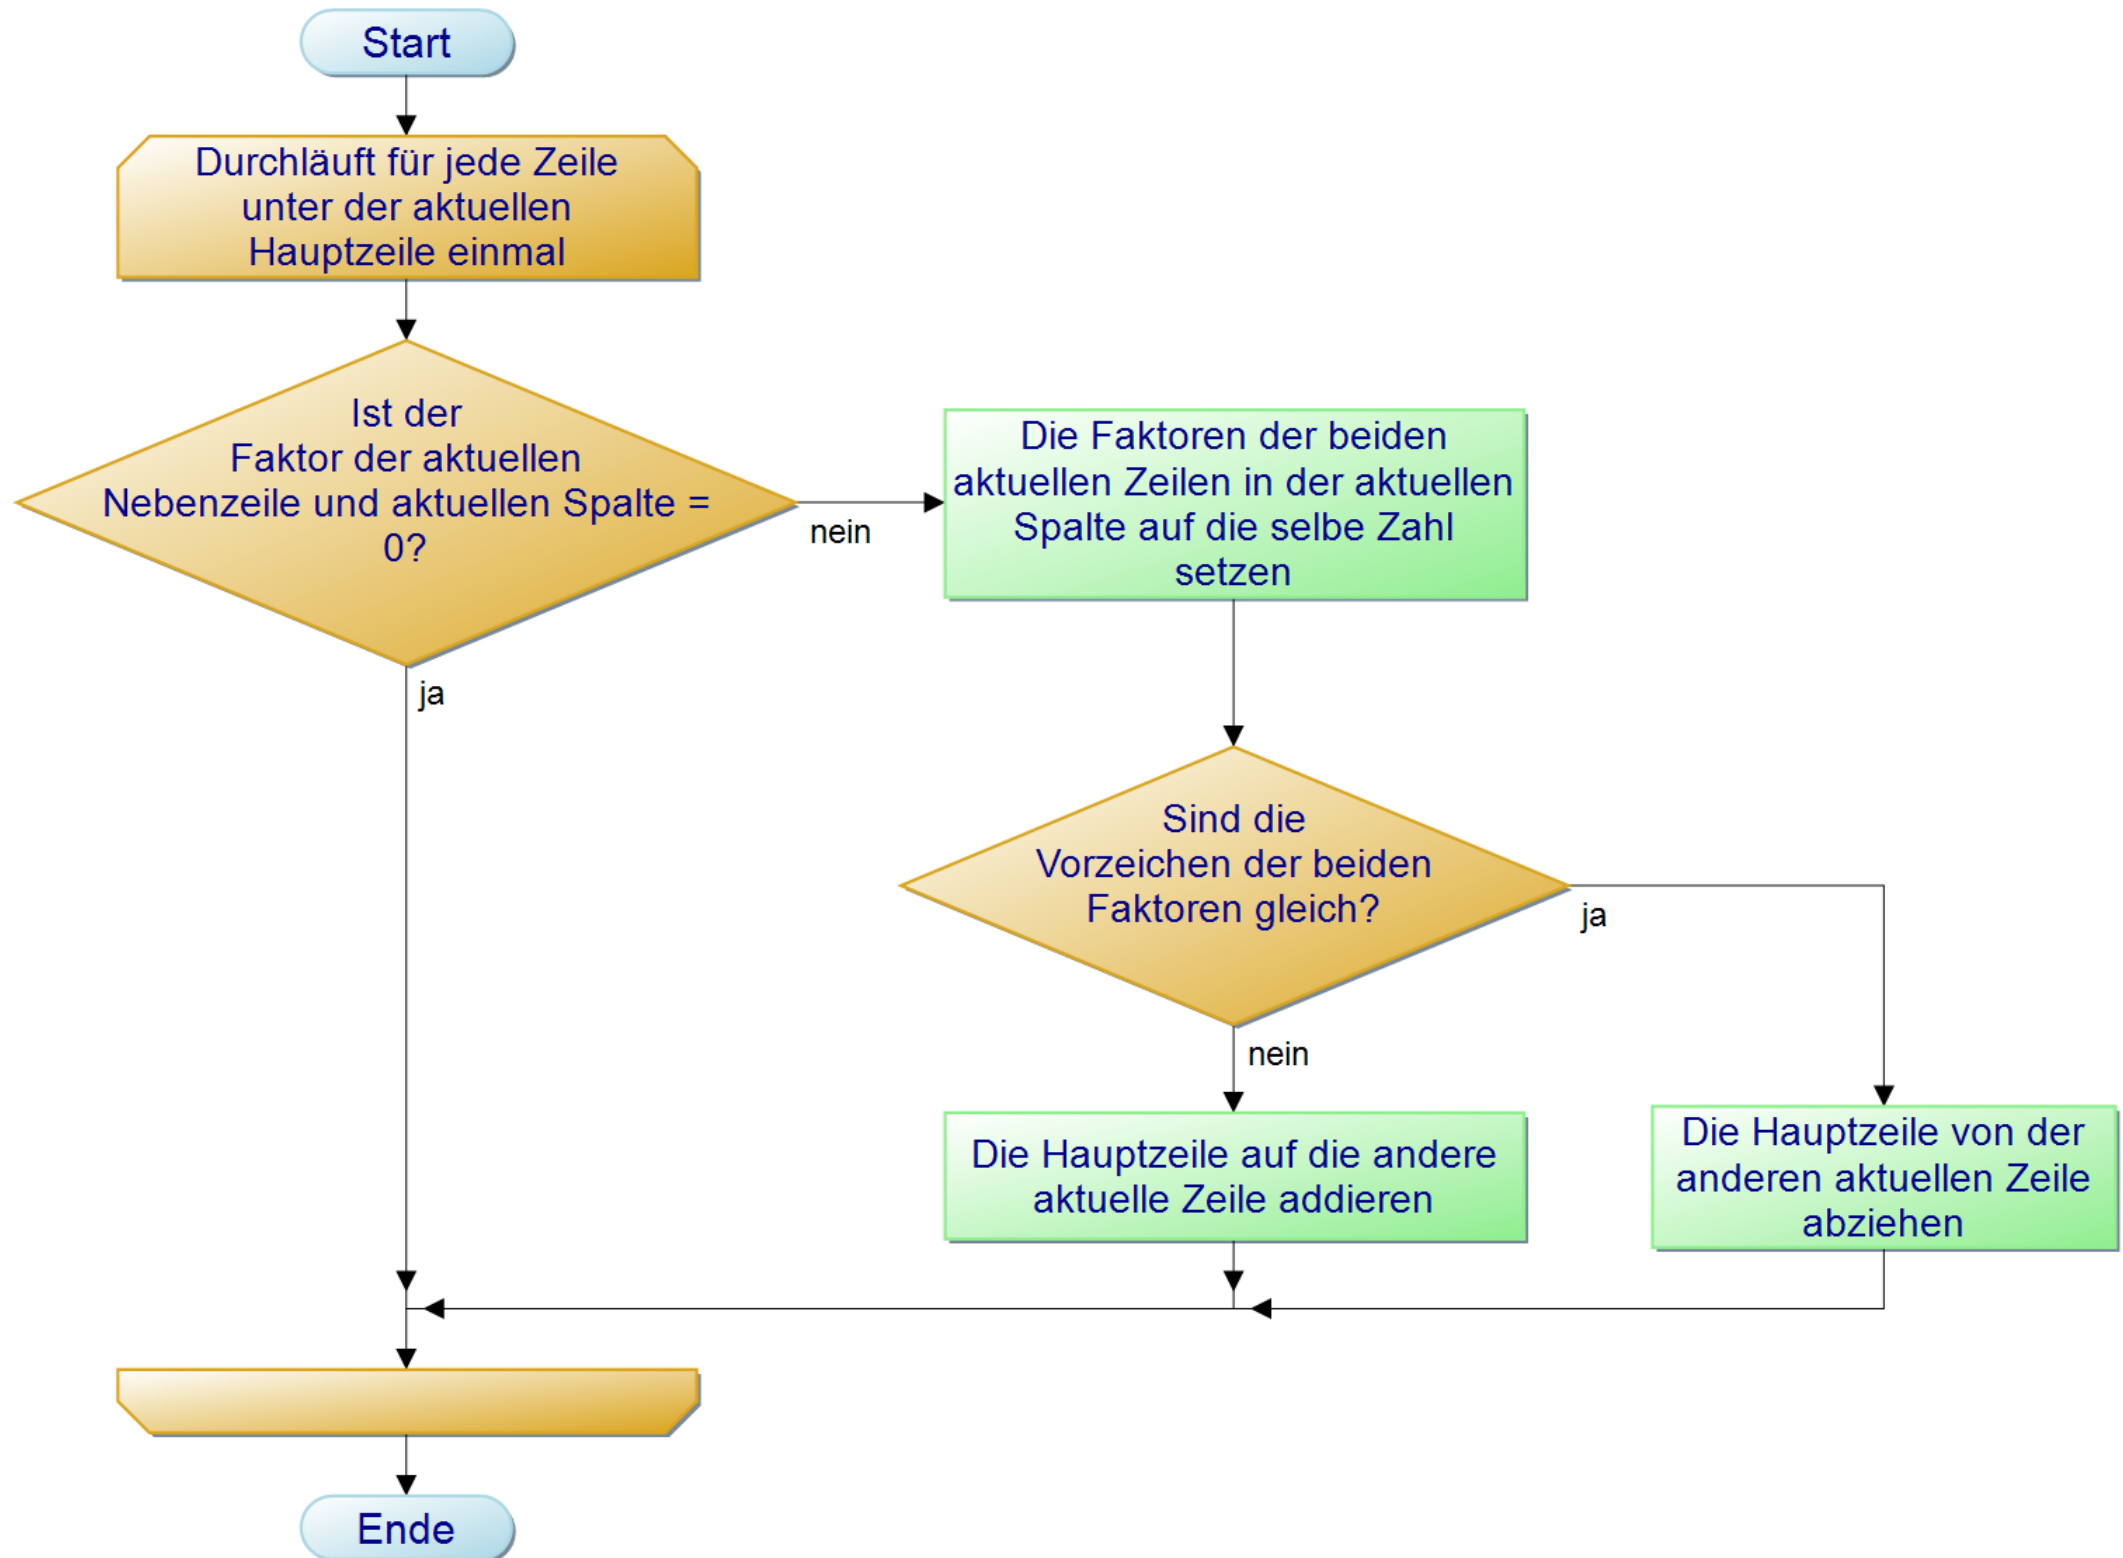 Start
Durchläuft für jede Zeile
unter der aktuellen
Hauptzeile einmal
Ist der
Faktor der aktuellen
Nebenzeile und aktuellen Spalte =
0?
nein
Die Faktoren der beiden
aktuellen Zeilen in der aktuellen
Spalte auf die selbe Zahl
setzen
ja
Sind die
Vorzeichen der beiden
Faktoren gleich?
ja
nein
Die Hauptzeile auf die andere
aktuelle Zeile addieren
Die Hauptzeile von der
anderen aktuellen Zeile
abziehen
Ende